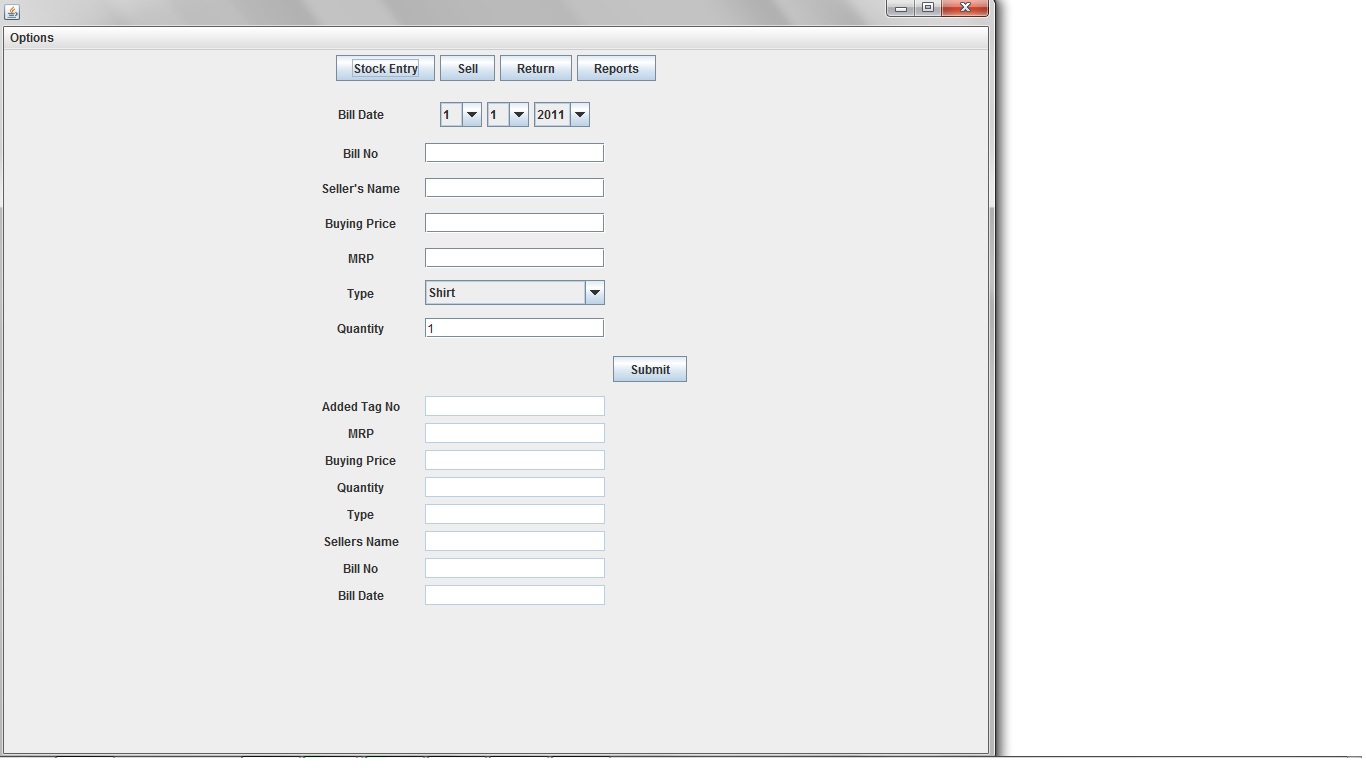 Options
Stock Entry Sell Return Reports
Bill Date 1 1 2011
Bill No
Seller's Name
Buying Price
MRP
Type Shirt
Quantity 1
Submit
Added Tag No
MRP
Buying Price
Quantity
Type
Sellers Name
Bill No
Bill Date